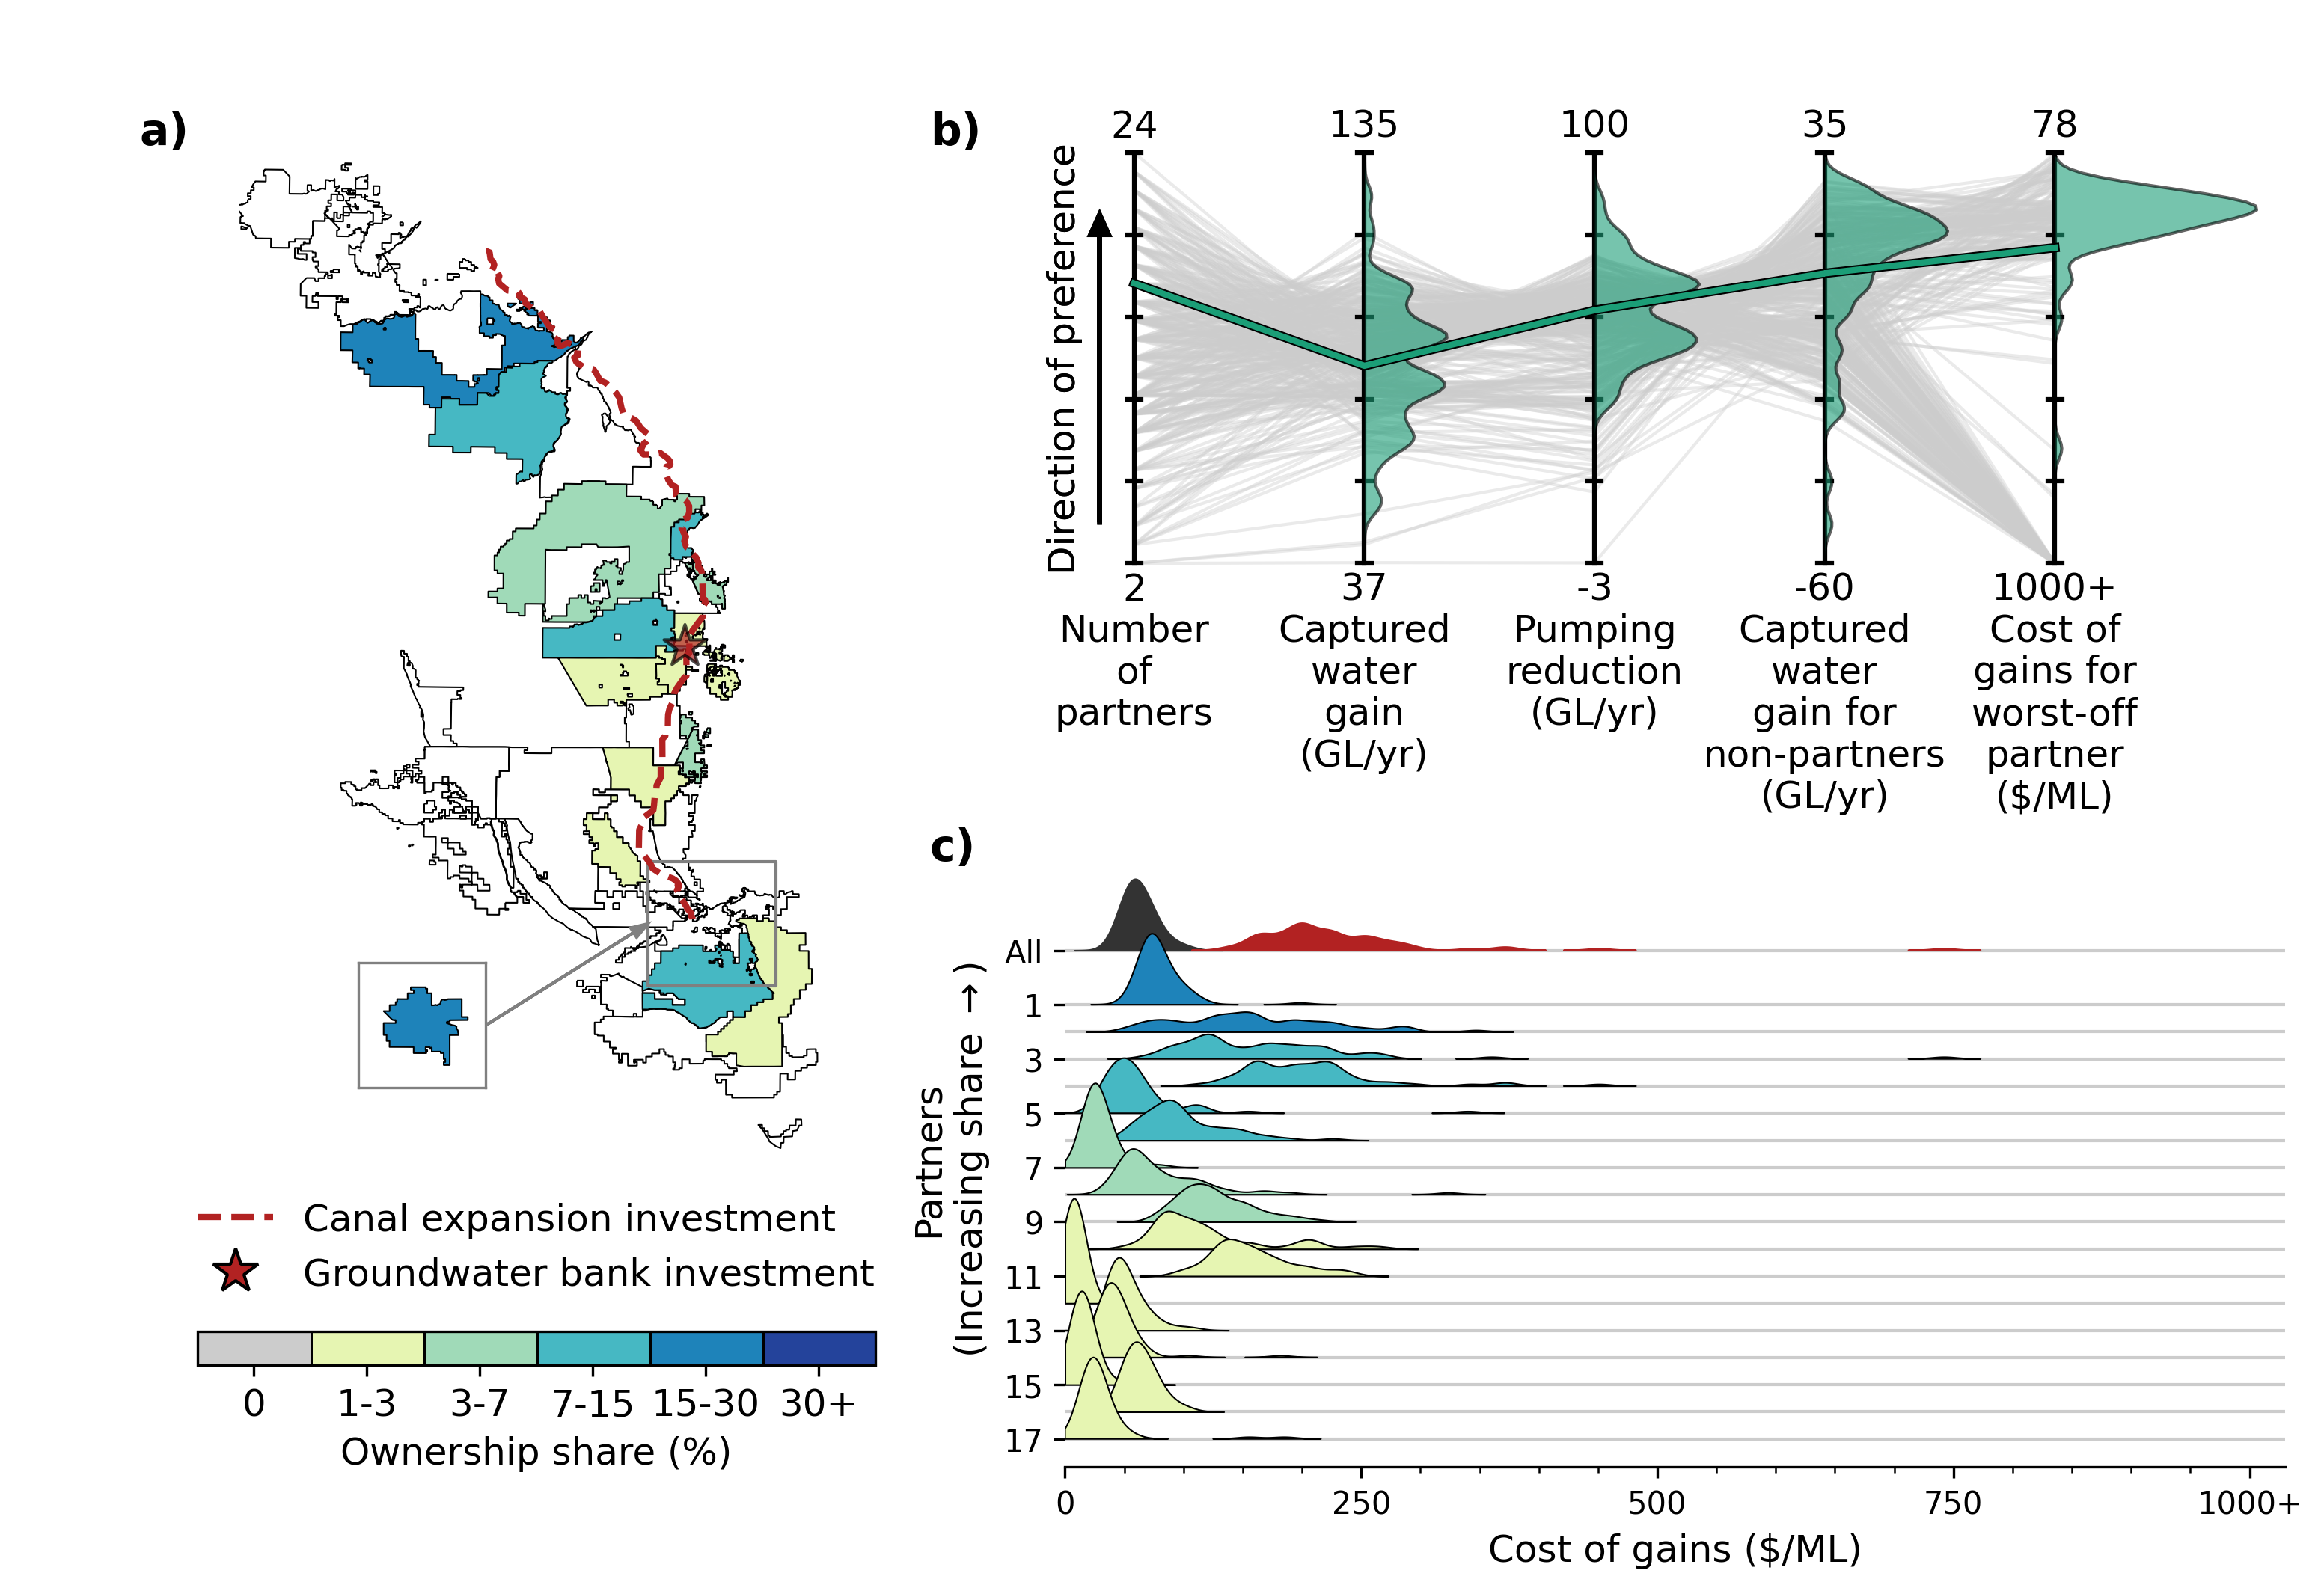 a)
Canal expansion investment
Groundwater bank investment
0 1-3 3-7 7-15 15-30 30+
Ownership share (%)
b)
24 135 100 35 78
Direction of preference
2 37 -3 -60 1000+
Number
of
partners
Captured
water
gain
(GL/yr)
Pumping
reduction
(GL/yr)
Captured
water
gain for
non-partners
(GL/yr)
Cost of
gains for
worst-off
partner
($/ML)
c)
Partners
(Increasing share →)
All
1
3
5
7
9
11
13
15
17
0 250 500 750 1000+
Cost of gains ($/ML)